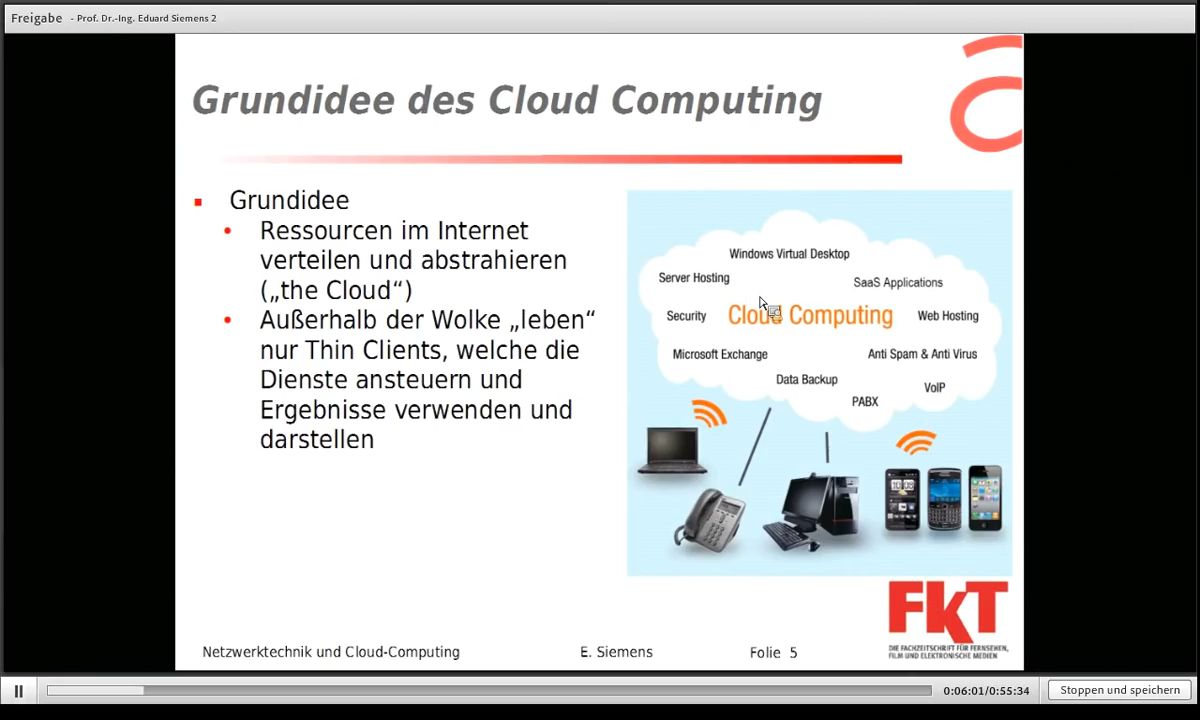 Freigabe - Prof. Dr.-Ing. Eduard Siemens 2
Grundidee des Cloud Computing
Grundidee
Ressourcen im Internet
verteilen und abstrahieren
(„the Cloud“)
Außerhalb der Wolke „leben“
nur Thin Clients, welche die
Dienste ansteuern und
Ergebnisse verwenden und
darstellen
Windows Virtual Desktop
Server Hosting
SaaS Applications
Security
Cloud Computing
Web Hosting
Microsoft Exchange
Anti Spam & Anti Virus
Data Backup
VoIP
PABX
FKT
DIE FACHZEITSCHRIFT FÜR FERNSEHEN,
FILM UND ELEKTRONISCHE MEDIEN
Netzwerktechnik und Cloud-Computing
E. Siemens
Folie 5
0:06:01/0:55:34
Stoppen und speichern